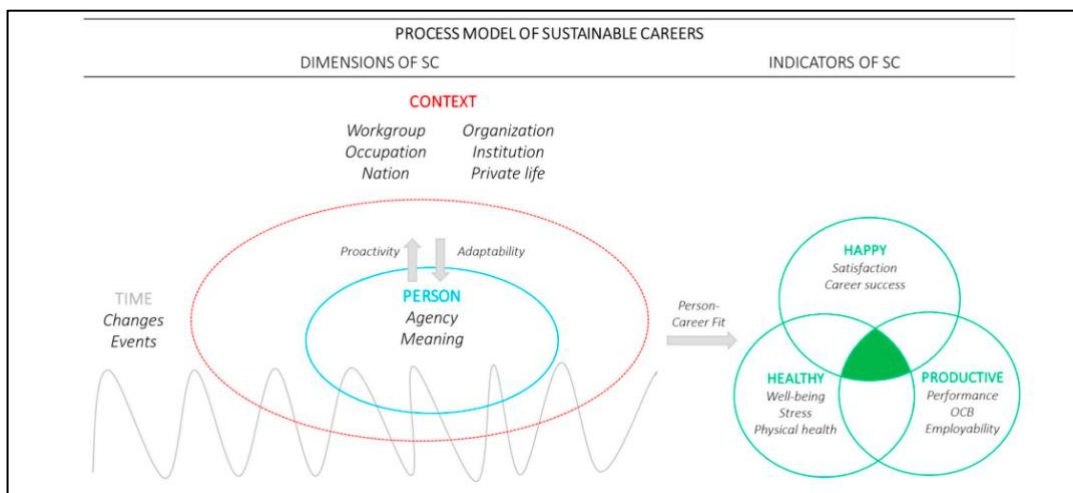 PROCESS MODEL OF SUSTAINABLE CAREERS
DIMENSIONS OF SC
INDICATORS OF SC
CONTEXT
Workgroup
Occupation
Nation
Organization
Institution
Private life
Proactivity
Adaptability
PERSON
Agency
Meaning
TIME
Changes
Events
Person-
Career Fit
HAPPY
Satisfaction
Career success
HEALTHY
Well-being
Stress
Physical health
PRODUCTIVE
Performance
OCB
Employability